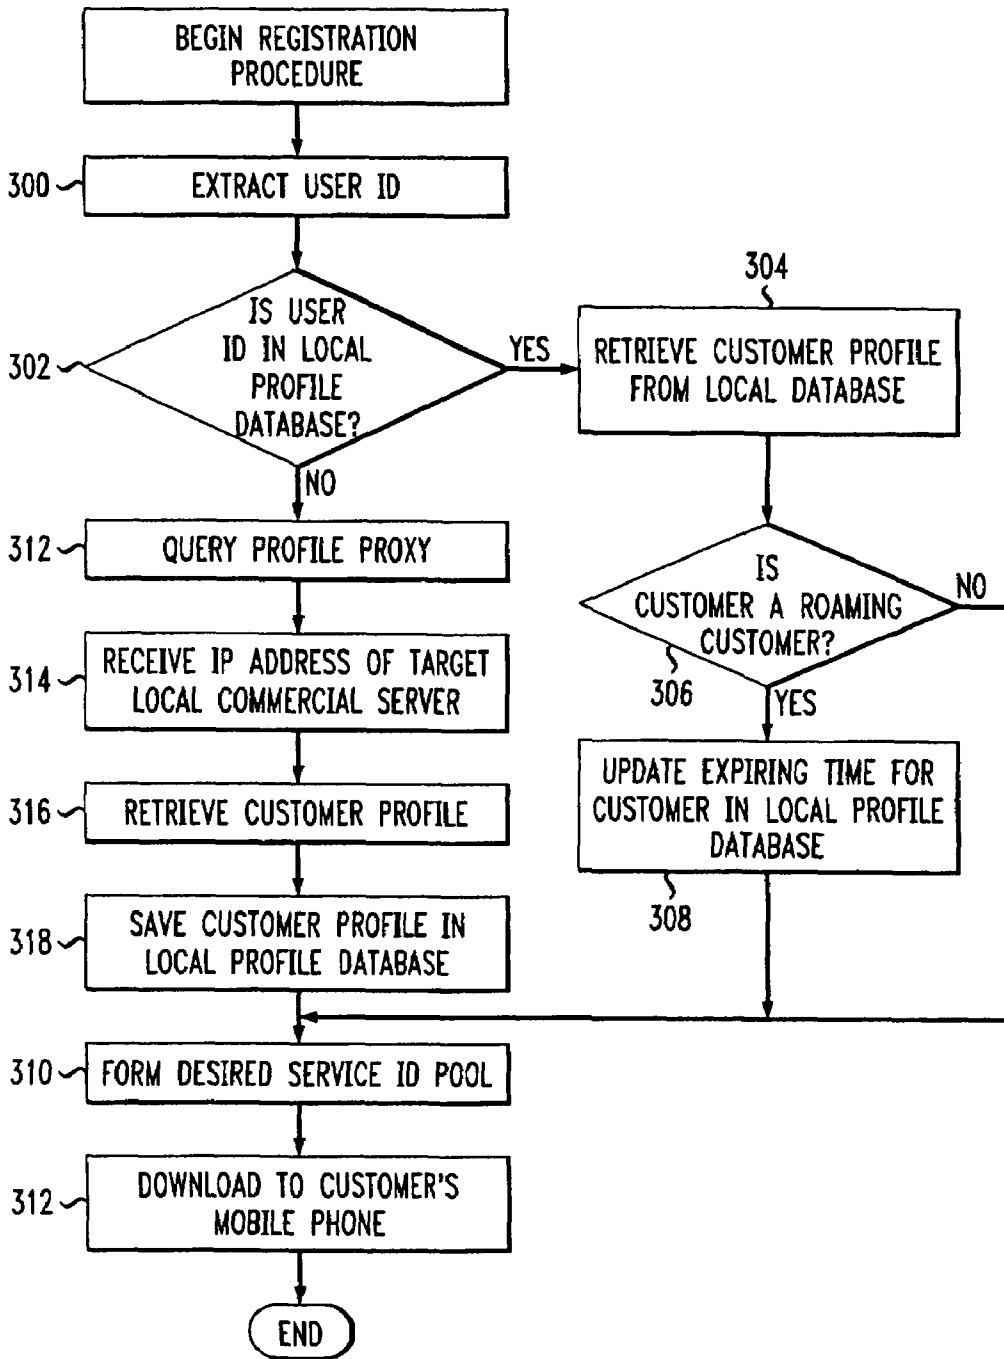 BEGIN REGISTRATION
PROCEDURE
300
EXTRACT USER ID
302
IS USER
ID IN LOCAL
PROFILE
DATABASE?
YES
NO
304
RETRIEVE CUSTOMER PROFILE
FROM LOCAL DATABASE
IS
CUSTOMER A ROAMING
CUSTOMER?
NO
306
YES
UPDATE EXPIRING TIME FOR
CUSTOMER IN LOCAL PROFILE
DATABASE
308
312
QUERY PROFILE PROXY
314
RECEIVE IP ADDRESS OF TARGET
LOCAL COMMERCIAL SERVER
316
RETRIEVE CUSTOMER PROFILE
318
SAVE CUSTOMER PROFILE IN
LOCAL PROFILE DATABASE
310
FORM DESIRED SERVICE ID POOL
312
DOWNLOAD TO CUSTOMER'S
MOBILE PHONE
END